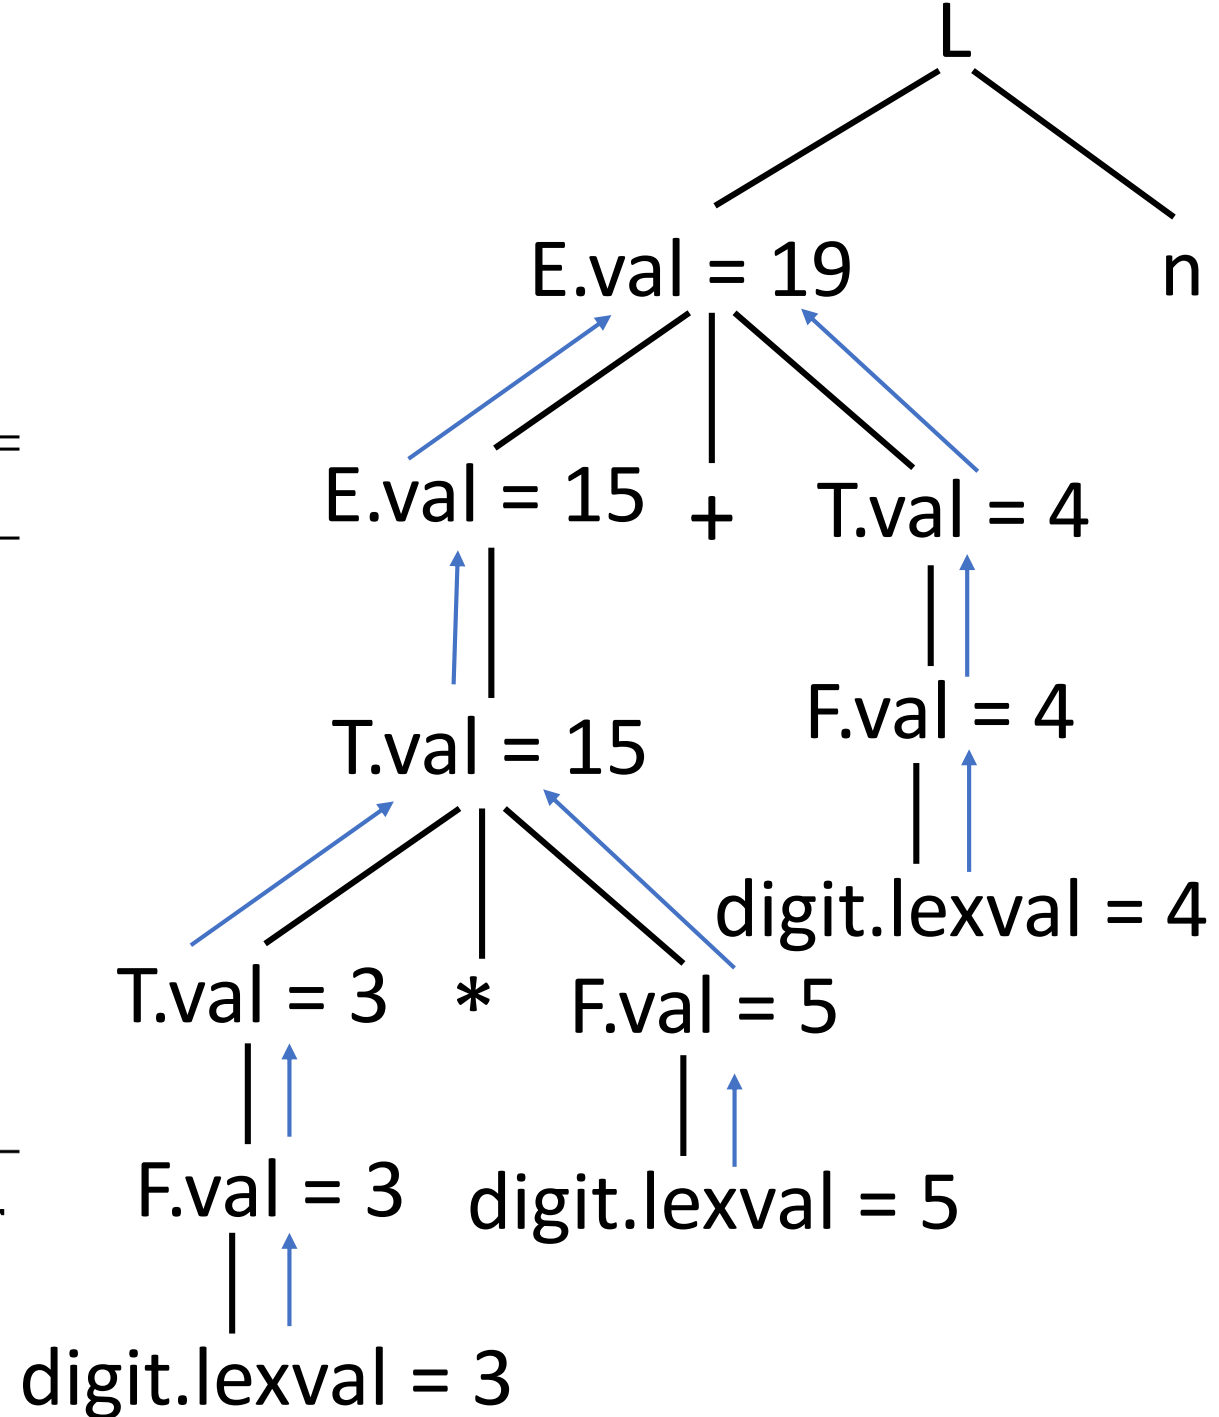 L
E.val = 19
n
E.val = 15
+
T.val = 4
F.val = 4
T.val = 15
digit.lexval = 4
T.val = 3
*
F.val = 5
F.val = 3
digit.lexval = 5
digit.lexval = 3